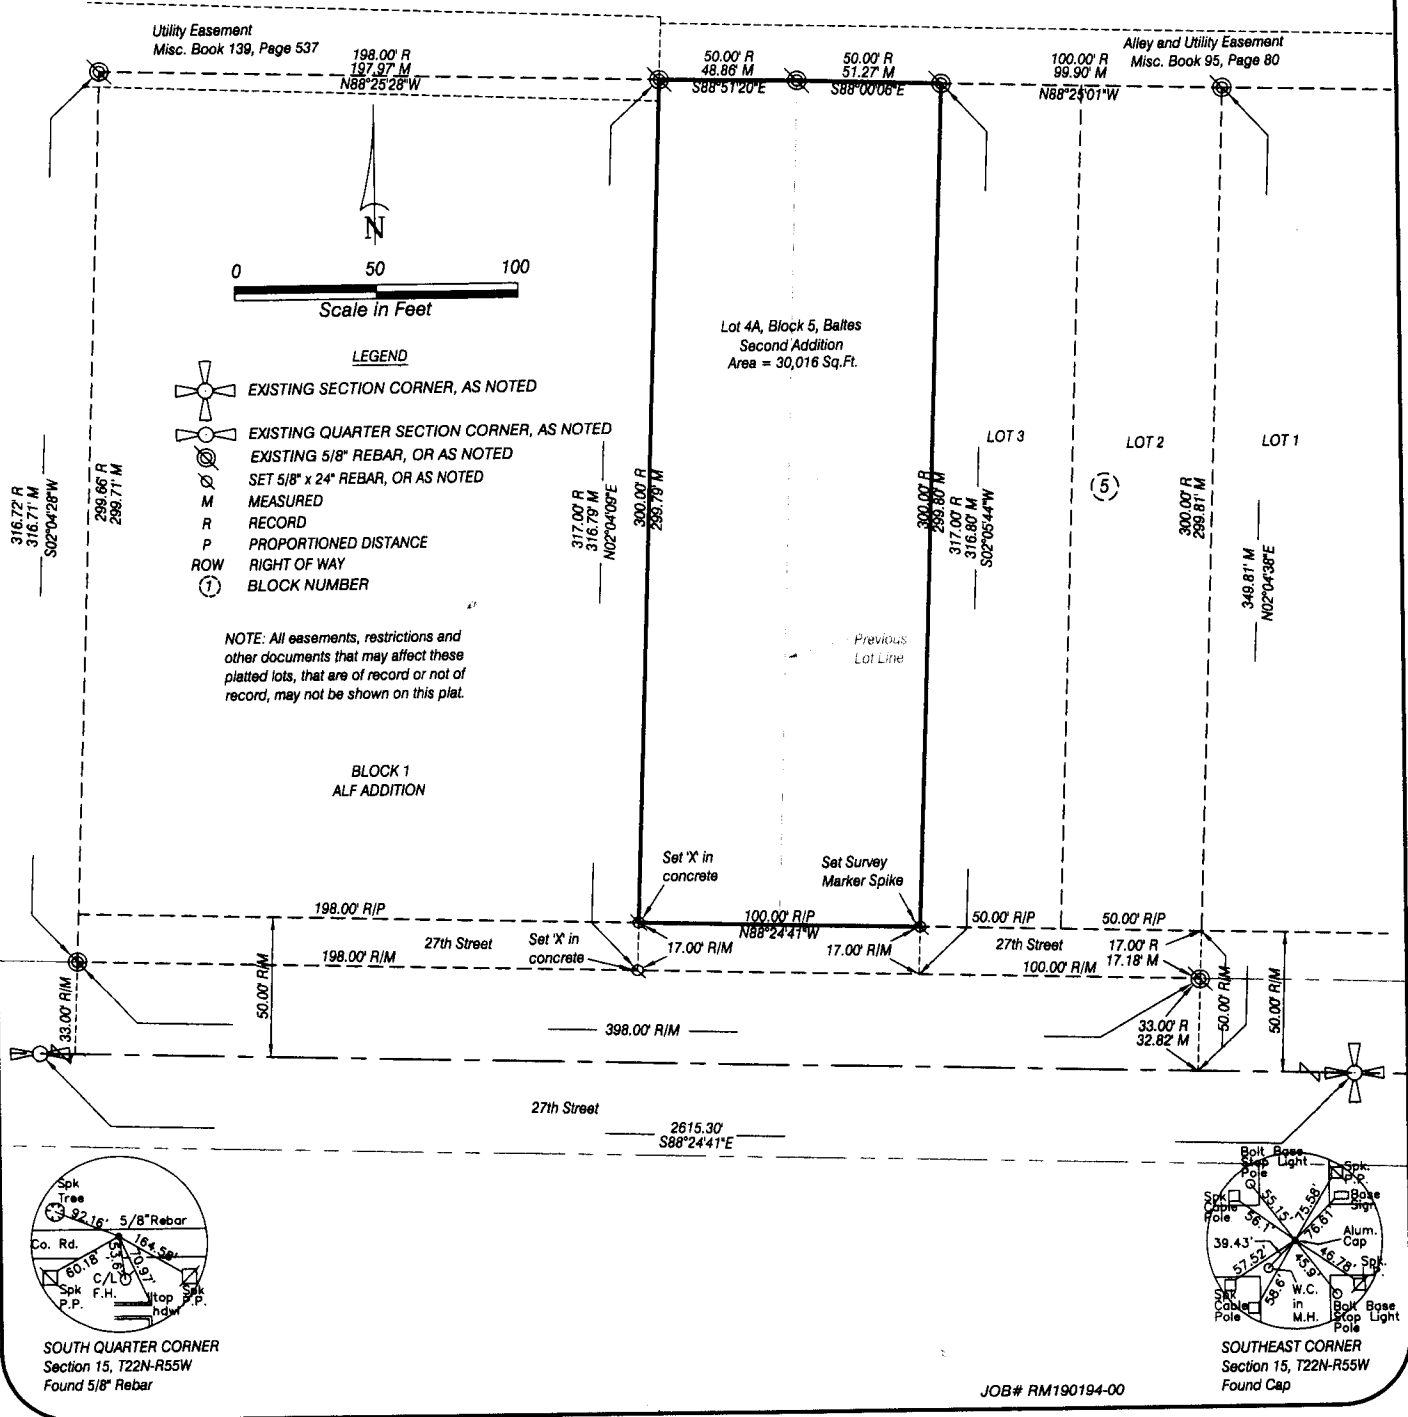 Utility Easement
Misc. Book 139, Page 537
198.00' R
197.97' M
N88°25'28"W
50.00' R
48.86' M
S88°51'20"E
50.00' R
51.27' M
S88°00'06"E
100.00' R
99.90' M
N88°25'01"W
Alley and Utility Easement
Misc. Book 95, Page 80
N
0 50 100
Scale in Feet
LEGEND
EXISTING SECTION CORNER, AS NOTED
EXISTING QUARTER SECTION CORNER, AS NOTED
EXISTING 5/8" REBAR, OR AS NOTED
SET 5/8" x 24" REBAR, OR AS NOTED
M MEASURED
R RECORD
P PROPORTIONED DISTANCE
ROW RIGHT OF WAY
1 BLOCK NUMBER
NOTE: All easements, restrictions and
other documents that may affect these
platted lots, that are of record or not of
record, may not be shown on this plat.
Lot 4A, Block 5, Baltes
Second Addition
Area = 30,016 Sq.Ft.
LOT 3
LOT 2
LOT 1
5
316.72' R
316.71' M
S02°04'28"W
299.66' R
299.71' M
317.00' R
316.79' M
N02°04'09"E
300.00' R
299.79' M
300.00' R
299.80' M
317.00' R
316.80' M
S02°05'44"W
300.00' R
299.81' M
349.81' M
N02°04'38"E
Previous
Lot Line
BLOCK 1
ALF ADDITION
Set 'X' in
concrete
Set Survey
Marker Spike
198.00' R/P
100.00' R/P
N88°24'41"W
50.00' R/P
50.00' R/P
27th Street
Set 'X' in
concrete
17.00' R/M
17.00' R/M
27th Street
17.00' R
17.18' M
198.00' R/M
100.00' R/M
33.00' R/M
50.00' R/M
398.00' R/M
33.00' R
32.82' M
50.00' R/M
50.00' R/M
27th Street
2615.30'
S88°24'41"E
Spk
Tree
92.16'
5/8"Rebar
Co. Rd.
164.58'
60.18'
53.6'
70.97'
C/L
F.H.
Spk
P.P.
top
hdwl
Spk
P.P.
SOUTH QUARTER CORNER
Section 15, T22N-R55W
Found 5/8" Rebar
Bolt Base
Stop Light
Pole
Spk.
P.P.
Spk
Cable
Pole
55.15'
75.58'
Base
Sign
56.1'
76.61'
39.43'
Alum.
Cap
57.52'
46.78'
45.9'
58.6'
Spk.
P.
Spk
Cable
Pole
W.C.
in
M.H.
Bolt Base
Stop Light
Pole
SOUTHEAST CORNER
Section 15, T22N-R55W
Found Cap
JOB# RM190194-00